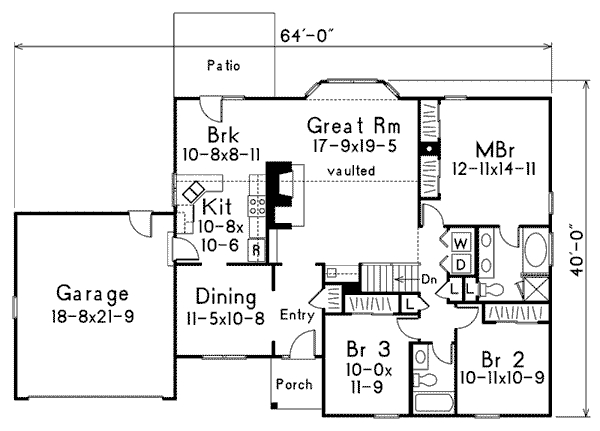 64'-0"
Patio
Great Rm
17-9x19-5
vaulted
Brk
10-8x8-11
MBr
12-11x14-11
Kit
10-8x
10-6
R
W
D
40'-0"
Garage
18-8x21-9
Dining
11-5x10-8
Entry
Dn
L
L
L
Br 3
10-0x
11-9
Br 2
10-11x10-9
Porch